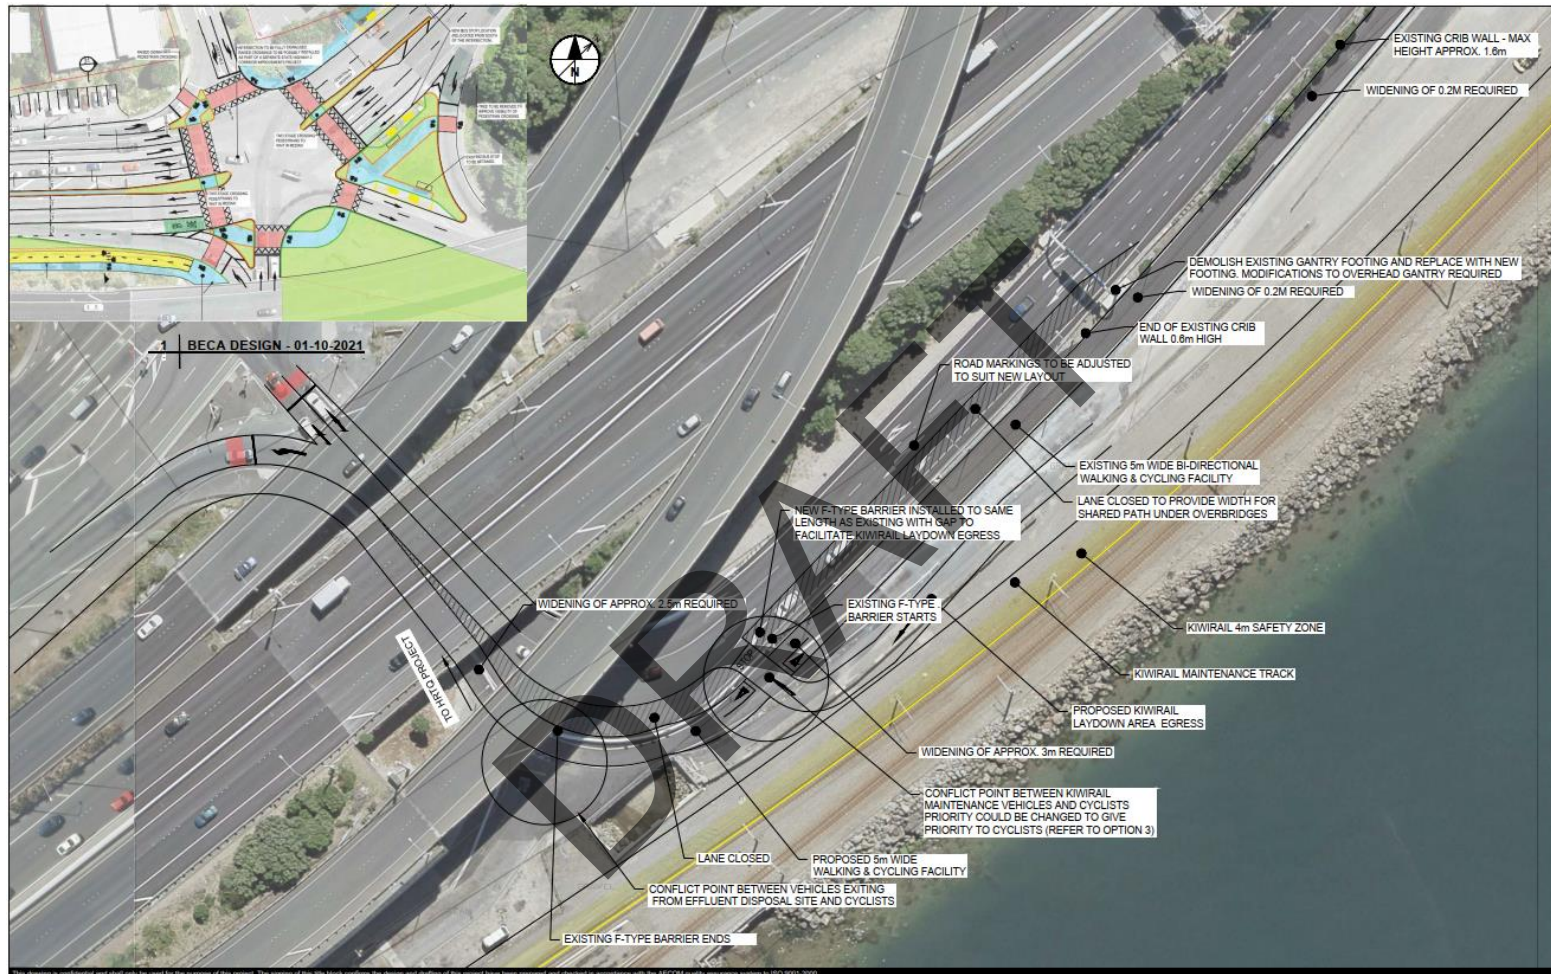 EXISTING CRIB WALL - MAX
HEIGHT APPROX. 1.6m
WIDENING OF 0.2M REQUIRED
N
DEMOLISH EXISTING GANTRY FOOTING AND REPLACE WITH NEW
FOOTING. MODIFICATIONS TO OVERHEAD GANTRY REQUIRED
WIDENING OF 0.2M REQUIRED
END OF EXISTING CRIB
WALL 0.6m HIGH
1 BECA DESIGN - 01-10-2021
ROAD MARKINGS TO BE ADJUSTED
TO SUIT NEW LAYOUT
EXISTING 5m WIDE BI-DIRECTIONAL
WALKING & CYCLING FACILITY
LANE CLOSED TO PROVIDE WIDTH FOR
SHARED PATH UNDER OVERBRIDGES
NEW F-TYPE BARRIER INSTALLED TO SAME
LENGTH AS EXISTING WITH GAP TO
FACILITATE KIWIRAIL LAYDOWN EGRESS
WIDENING OF APPROX. 2.5m REQUIRED
EXISTING F-TYPE
BARRIER STARTS
KIWIRAIL 4m SAFETY ZONE
TO HRTQ PROJECT
STOP
KIWIRAIL MAINTENANCE TRACK
PROPOSED KIWIRAIL
LAYDOWN AREA EGRESS
WIDENING OF APPROX. 3m REQUIRED
CONFLICT POINT BETWEEN KIWIRAIL
MAINTENANCE VEHICLES AND CYCLISTS
PRIORITY COULD BE CHANGED TO GIVE
PRIORITY TO CYCLISTS (REFER TO OPTION 3)
LANE CLOSED
PROPOSED 5m WIDE
WALKING & CYCLING FACILITY
CONFLICT POINT BETWEEN VEHICLES EXITING
FROM EFFLUENT DISPOSAL SITE AND CYCLISTS
EXISTING F-TYPE BARRIER ENDS
DRAFT